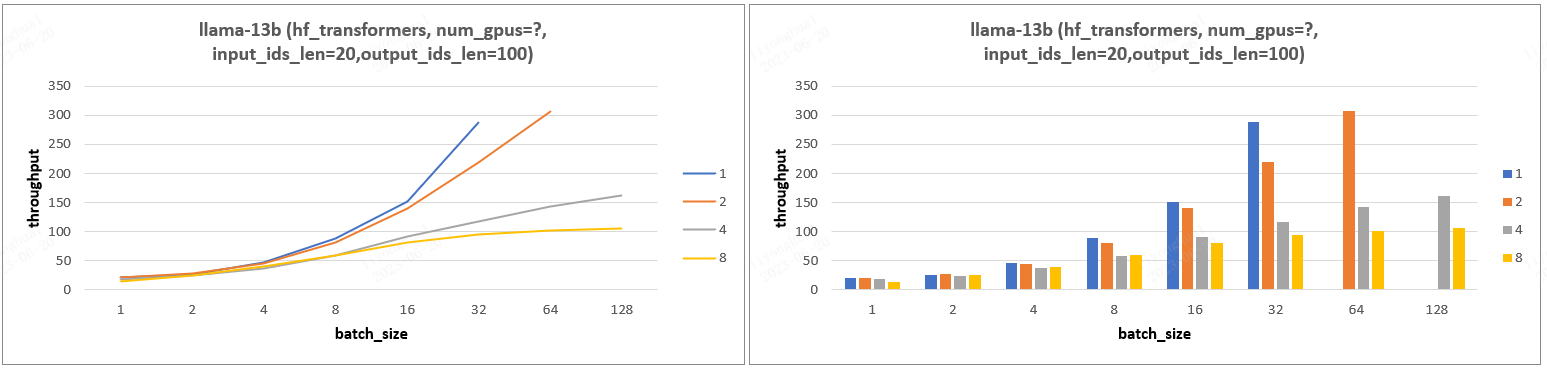 llama-13b (hf_transformers, num_gpus=?,
input_ids_len=20,output_ids_len=100)
throughput
350
300
250
200
150
100
50
0
1 2 4 8 16 32 64 128
batch_size
1
2
4
8
llama-13b (hf_transformers, num_gpus=?,
input_ids_len=20,output_ids_len=100)
throughput
350
300
250
200
150
100
50
0
1 2 4 8 16 32 64 128
batch_size
1
2
4
8